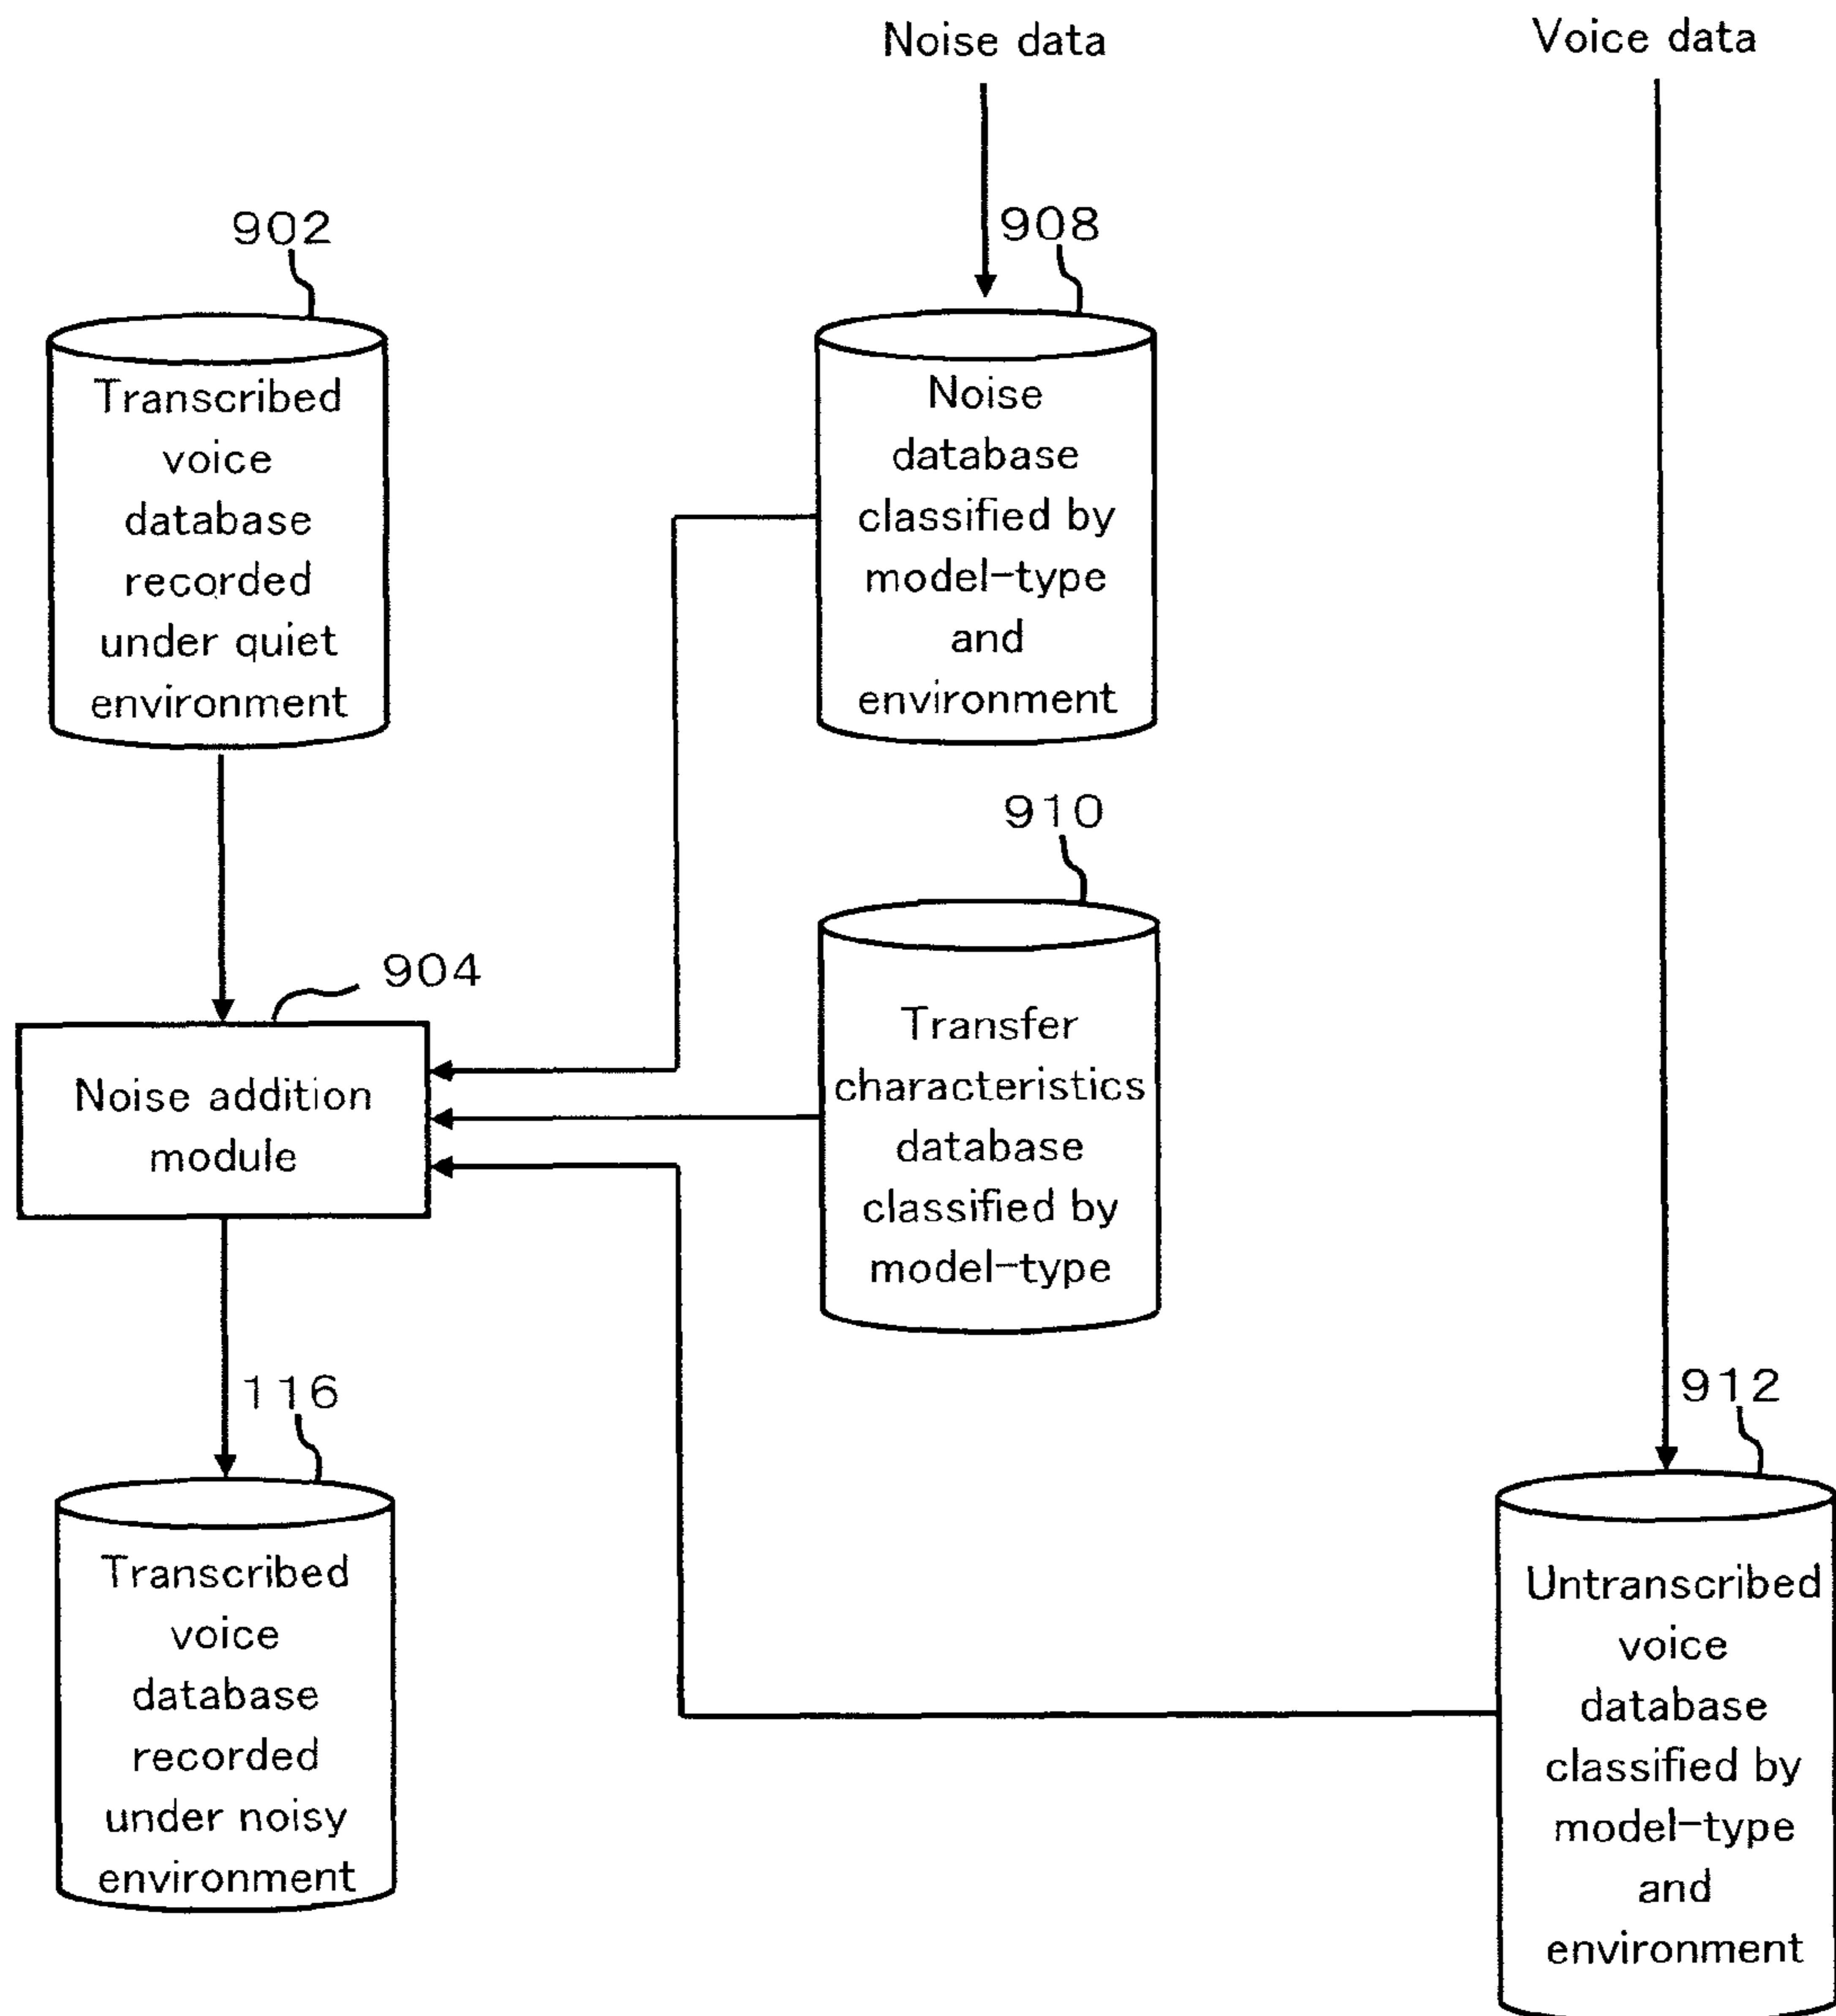 Noise data
Voice data
902
908
Transcribed
voice
database
recorded
under quiet
environment
Noise
database
classified by
model-type
and
environment
910
904
Noise addition
module
Transfer
characteristics
database
classified by
model-type
116
912
Transcribed
voice
database
recorded
under noisy
environment
Untranscribed
voice
database
classified by
model-type
and
environment